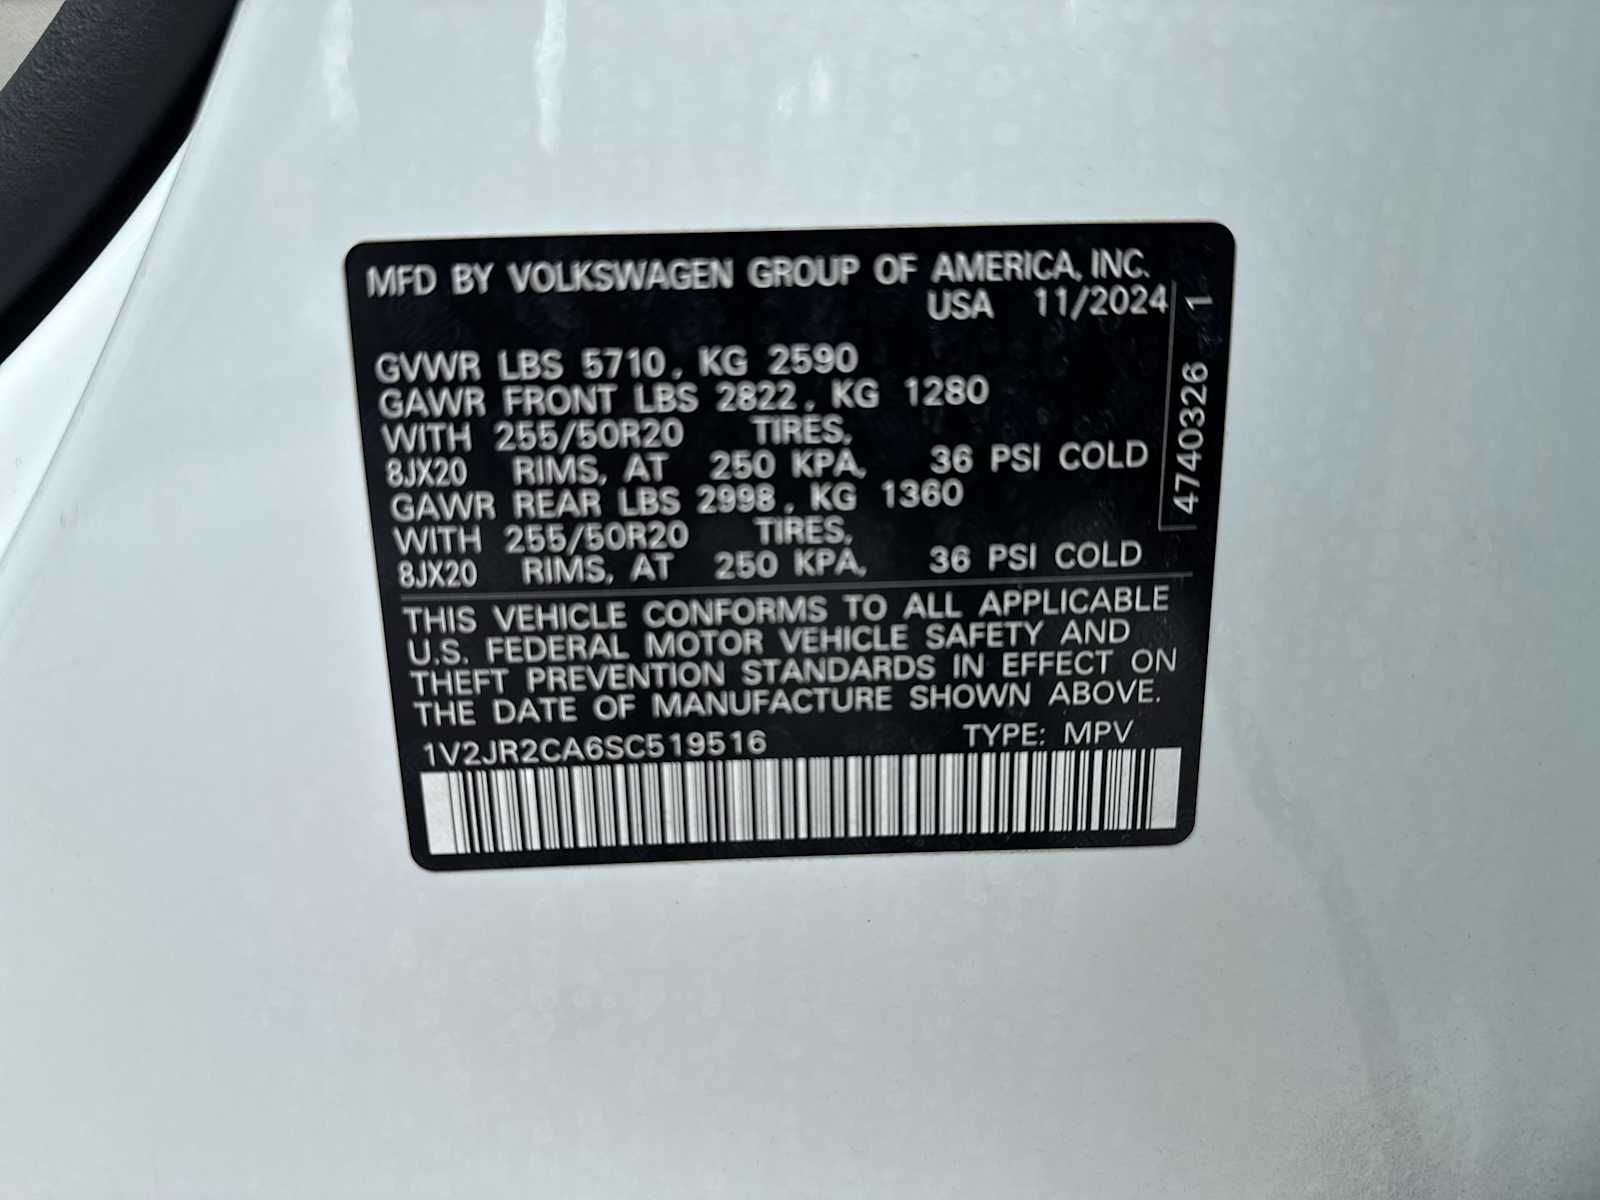 MFD BY VOLKSWAGEN GROUP OF AMERICA, INC.
USA 11/2024
GVWR LBS 5710, KG 2590
GAWR FRONT LBS 2822, KG 1280
WITH 255/50R20 TIRES,
8JX20 RIMS, AT 250 KPA, 36 PSI COLD
GAWR REAR LBS 2998, KG 1360
WITH 255/50R20 TIRES,
8JX20 RIMS, AT 250 KPA, 36 PSI COLD
4740326 1
THIS VEHICLE CONFORMS TO ALL APPLICABLE
U.S. FEDERAL MOTOR VEHICLE SAFETY AND
THEFT PREVENTION STANDARDS IN EFFECT ON
THE DATE OF MANUFACTURE SHOWN ABOVE.
1V2JR2CA6SC519516 TYPE: MPV